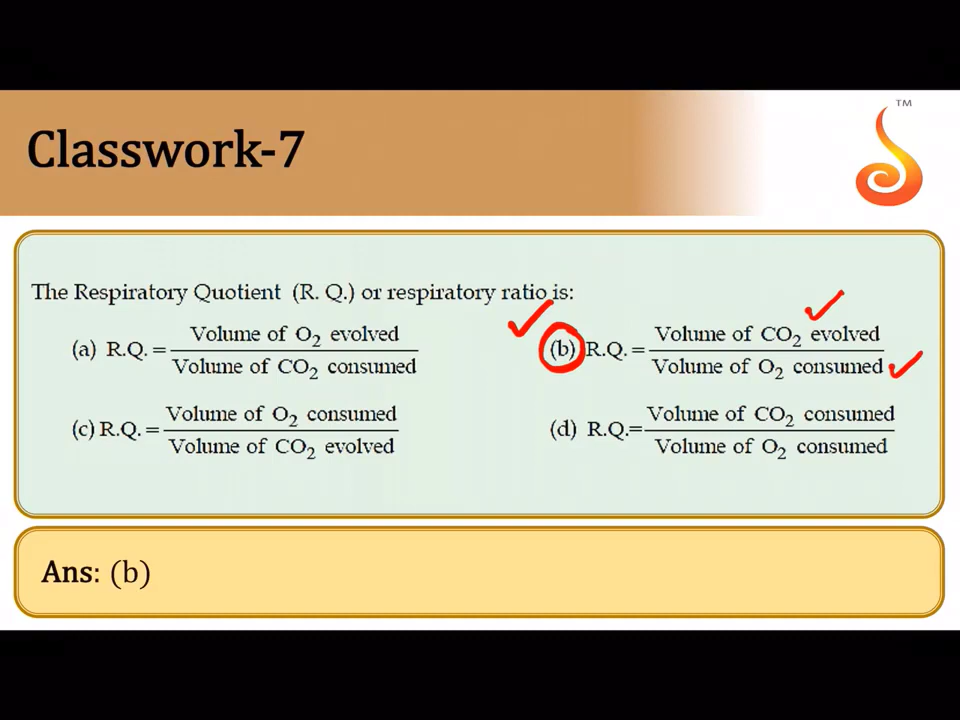 TM
Classwork-7
The Respiratory Quotient (R. Q.) or respiratory ratio is:
(a) R.Q. = Volume of O₂ evolved / Volume of CO₂ consumed
(b) R.Q. = Volume of CO₂ evolved / Volume of O₂ consumed
(c) R.Q. = Volume of O₂ consumed / Volume of CO₂ evolved
(d) R.Q.= Volume of CO₂ consumed / Volume of O₂ consumed
Ans: (b)